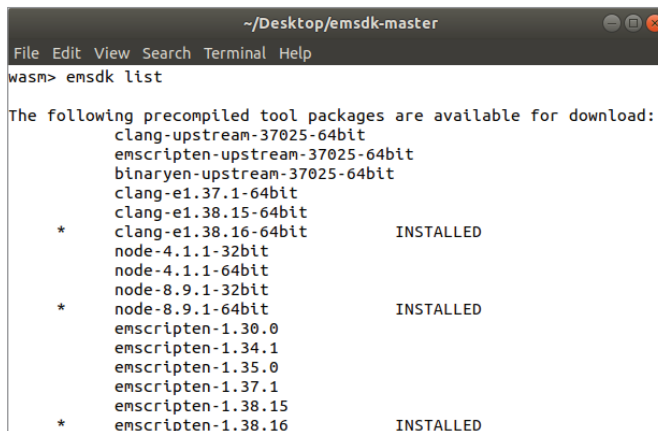 ~/Desktop/emsdk-master
File Edit View Search Terminal Help
wasm> emsdk list
The following precompiled tool packages are available for download:
clang-upstream-37025-64bit
emscripten-upstream-37025-64bit
binaryen-upstream-37025-64bit
clang-e1.37.1-64bit
clang-e1.38.15-64bit
* clang-e1.38.16-64bit INSTALLED
node-4.1.1-32bit
node-4.1.1-64bit
node-8.9.1-32bit
* node-8.9.1-64bit INSTALLED
emscripten-1.30.0
emscripten-1.34.1
emscripten-1.35.0
emscripten-1.37.1
emscripten-1.38.15
* emscripten-1.38.16 INSTALLED